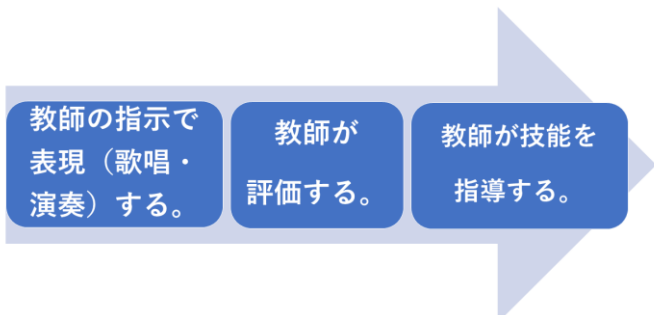 教師の指示で
表現（歌唱・
演奏）する。
教師が
評価する。
教師が技能を
指導する。